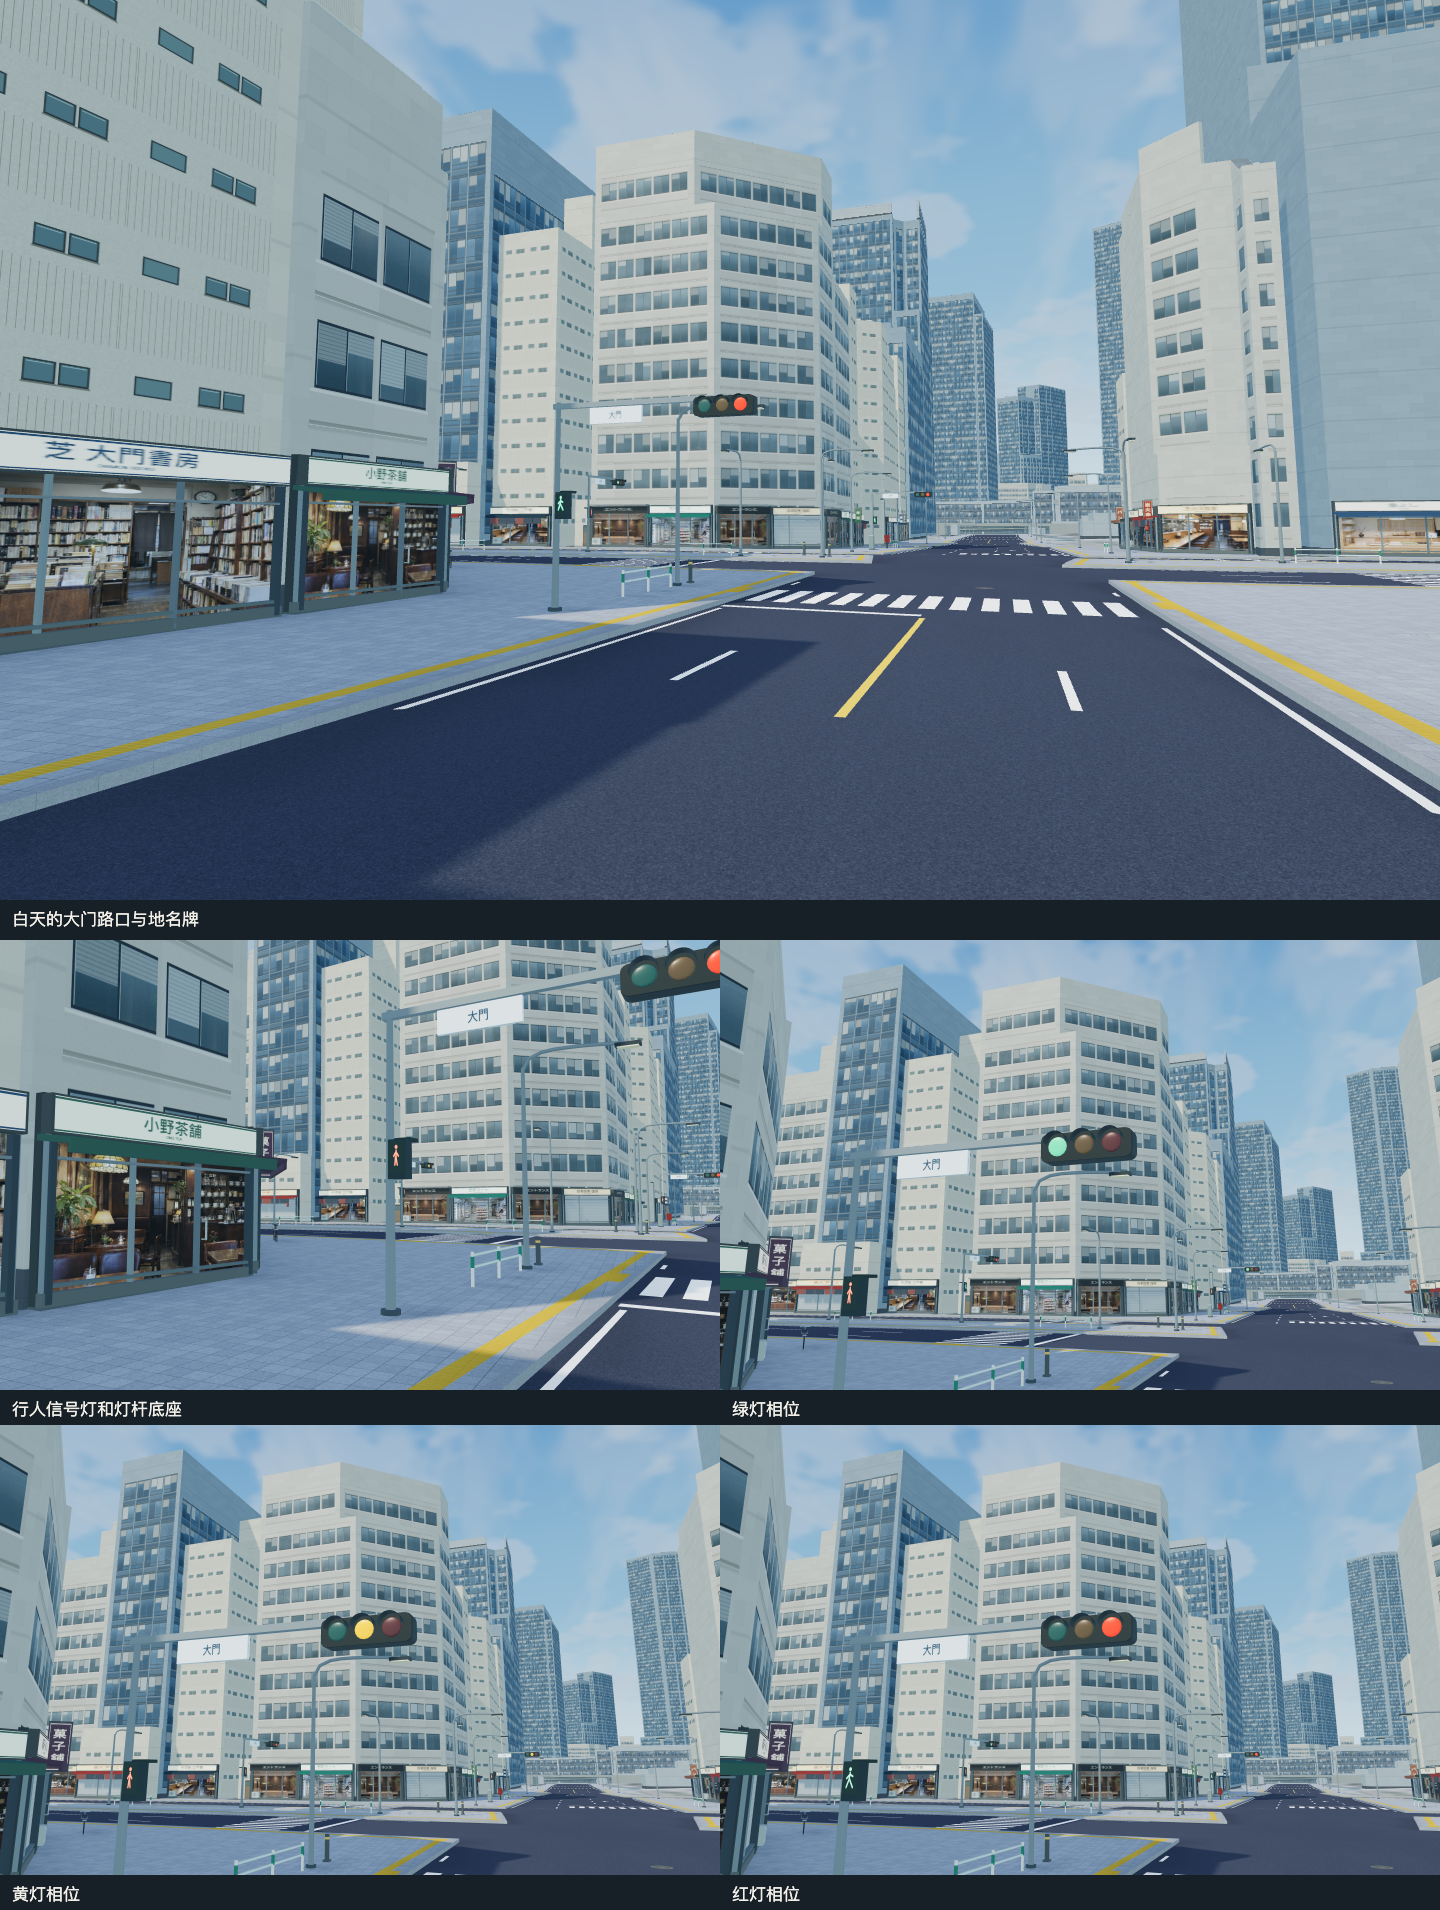 芝 大門書房
小野茶舗
大門
白天的大门路口与地名牌
大門
小野茶舗
行人信号灯和灯杆底座
大門
菓子舗
绿灯相位
大門
菓子舗
黄灯相位
大門
菓子舗
红灯相位